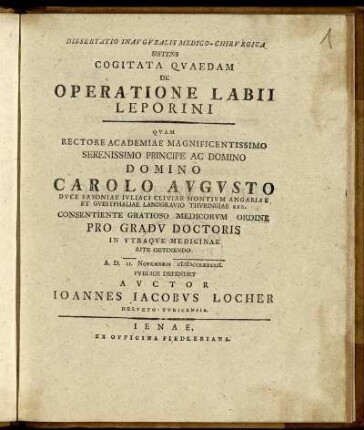 1
DISSERTATIO INAVGVRALIS MEDICO-CHIRVRGICA
SISTENS
COGITATA QVAEDAM
DE
OPERATIONE LABII
LEPORINI
QVAM
RECTORE ACADEMIAE MAGNIFICENTISSIMO
SERENISSIMO PRINCIPE AC DOMINO
DOMINO
CAROLO AVGVSTO
DVCE SAXONIAE IVLIACI CLIVIAE MONTIVM ANGARIAE
ET GVESTPHALIAE LANDGRAVIO THVRINGIAE REL.
CONSENTIENTE GRATIOSO MEDICORVM ORDINE
PRO GRADV DOCTORIS
IN VTRAQVE MEDICINAE
RITE OBTINENDO
A. D. NOVEMBRIS
PVBLICE DEFENDET
AVCTOR
IOANNES IACOBVS LOCHER
HELVETO-TVRICENSIS.
IENAE,
EX OFFICINA FIEDLERIANA.